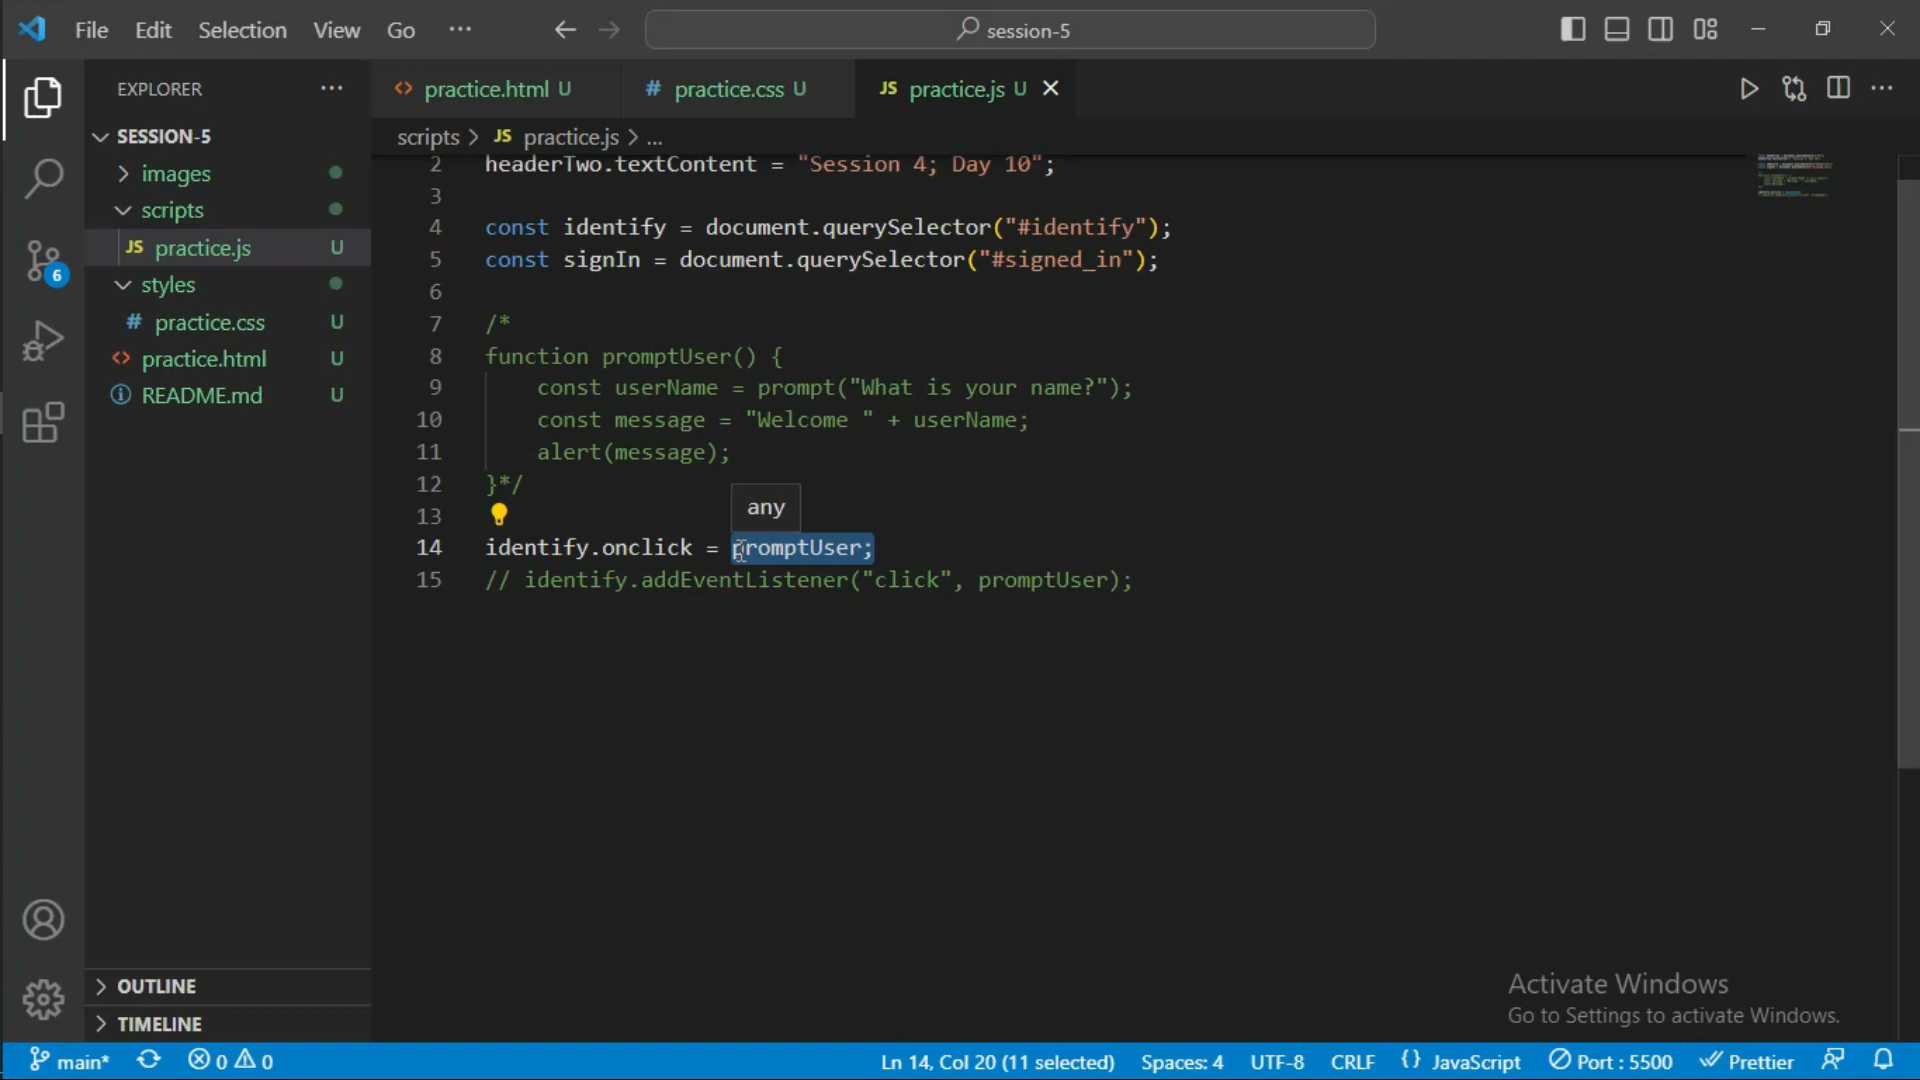 File Edit Selection View Go ··· session-5
EXPLORER ···
SESSION-5
images
scripts
JS practice.js U
styles
# practice.css U
<> practice.html U
README.md U
OUTLINE
TIMELINE
<> practice.html U # practice.css U JS practice.js U
scripts > JS practice.js > ...
2 headerTwo.textContent = "Session 4; Day 10";
3
4 const identify = document.querySelector("#identify");
5 const signIn = document.querySelector("#signed_in");
6
7 /*
8 function promptUser() {
9 const userName = prompt("What is your name?");
10 const message = "Welcome " + userName;
11 alert(message);
12 }*/
any
13
14 identify.onclick = promptUser;
15 // identify.addEventListener("click", promptUser);
6
Activate Windows
Go to Settings to activate Windows.
main* 0 0 Ln 14, Col 20 (11 selected) Spaces: 4 UTF-8 CRLF {} JavaScript Port : 5500 Prettier